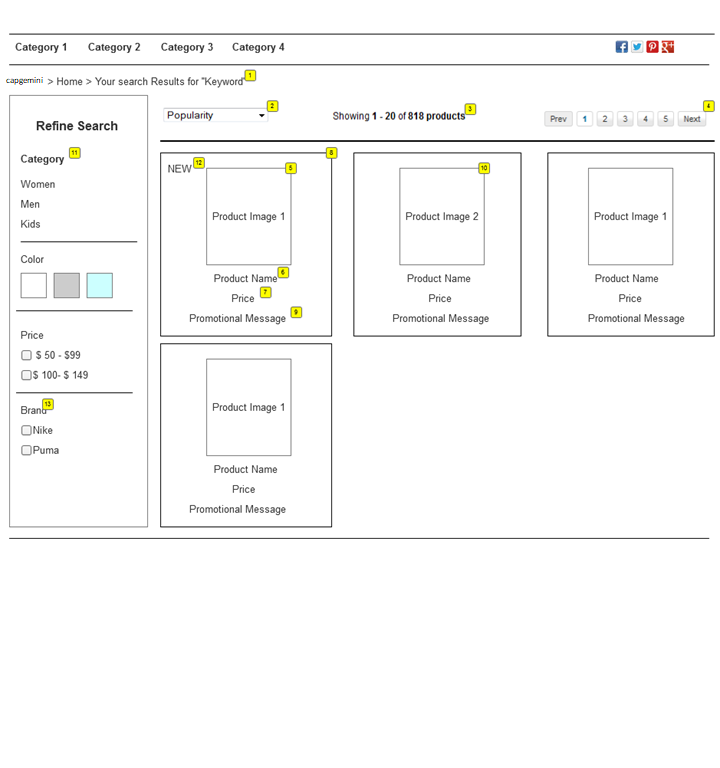 Category 1 Category 2 Category 3 Category 4
capgemini > Home > Your search Results for "Keyword 1
Popularity 2 Showing 1 - 20 of 818 products 3 Prev 1 2 3 4 5 Next 4
Refine Search
Category 11
Women
Men
Kids
Color
Price
$ 50 - $99
$ 100- $ 149
Brand 13
Nike
Puma
8
NEW 12 5
Product Image 1
Product Name 6
Price 7
Promotional Message 9
10
Product Image 2
Product Name
Price
Promotional Message
Product Image 1
Product Name
Price
Promotional Message
Product Image 1
Product Name
Price
Promotional Message